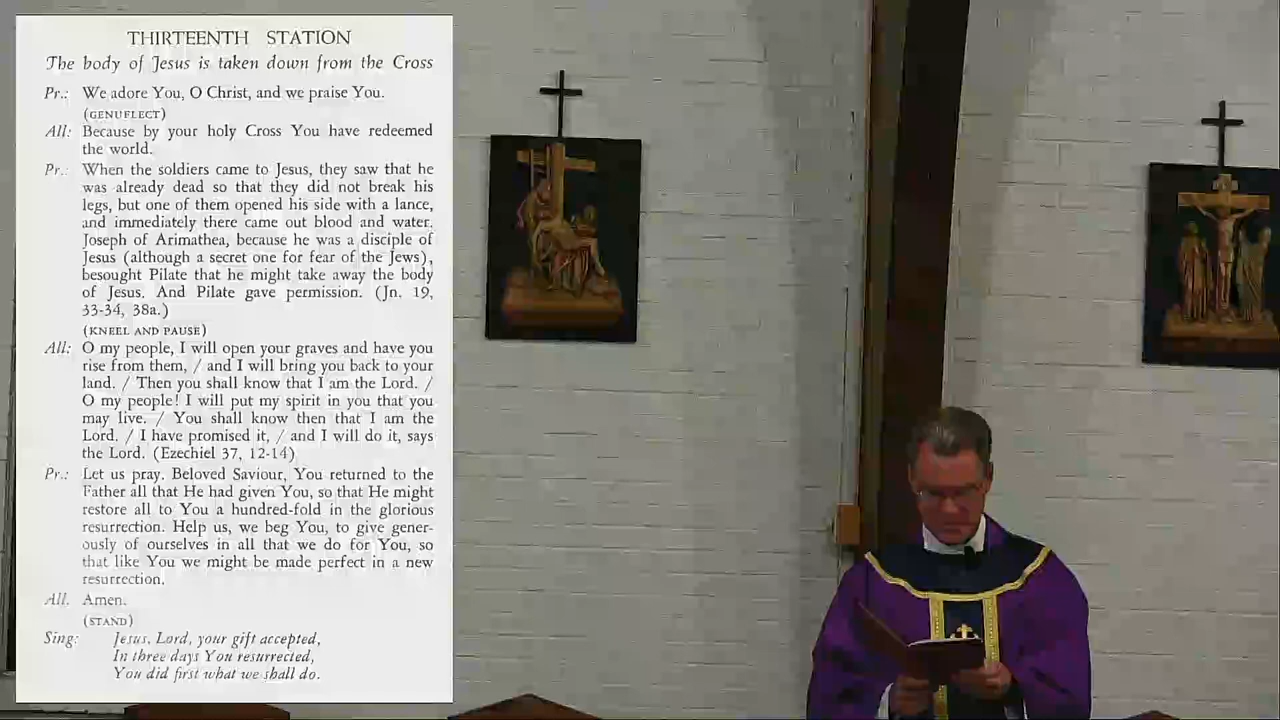 THIRTEENTH STATION
The body of Jesus is taken down from the Cross
Pr.: We adore You, O Christ, and we praise You.
(GENUFLECT)
All: Because by your holy Cross You have redeemed
the world.
Pr.: When the soldiers came to Jesus, they saw that he
was already dead so that they did not break his
legs, but one of them opened his side with a lance,
and immediately there came out blood and water.
Joseph of Arimathea, because he was a disciple of
Jesus (although a secret one for fear of the Jews),
besought Pilate that he might take away the body
of Jesus. And Pilate gave permission. (Jn. 19,
33-34, 38a.)
(KNEEL AND PAUSE)
All: O my people, I will open your graves and have you
rise from them, / and I will bring you back to your
land. / Then you shall know that I am the Lord. /
O my people! I will put my spirit in you that you
may live. / You shall know then that I am the
Lord. / I have promised it, / and I will do it, says
the Lord. (Ezechiel 37, 12-14)
Pr.: Let us pray. Beloved Saviour, You returned to the
Father all that He had given You, so that He might
restore all to You a hundred-fold in the glorious
resurrection. Help us, we beg You, to give gener-
ously of ourselves in all that we do for You, so
that like You we might be made perfect in a new
resurrection.
All. Amen.
(STAND)
Sing: Jesus, Lord, your gift accepted,
In three days You resurrected,
You did first what we shall do.